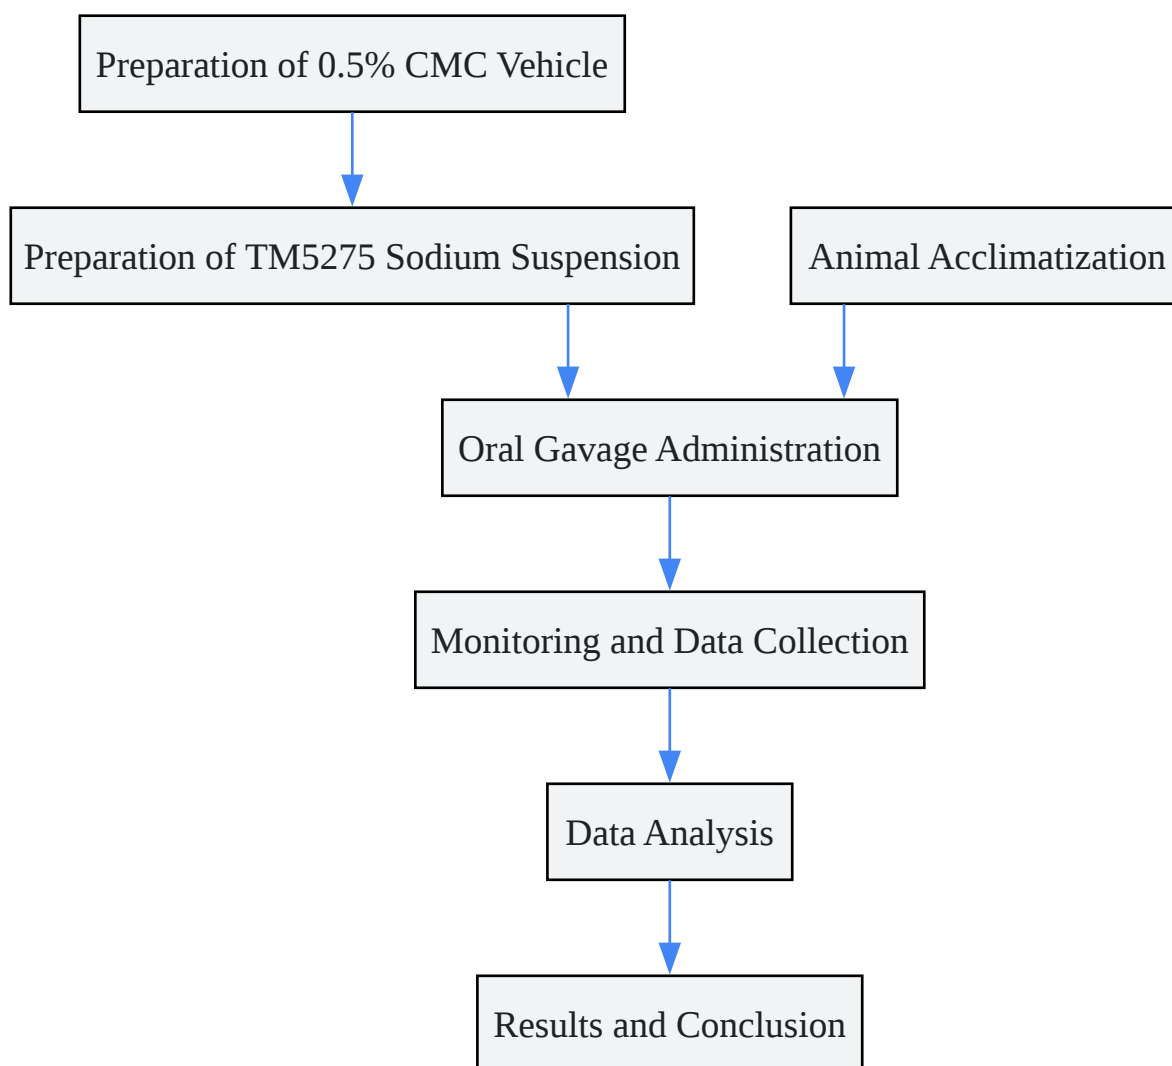 Preparation of 0.5% CMC Vehicle
Preparation of TM5275 Sodium Suspension
Animal Acclimatization
Oral Gavage Administration
Monitoring and Data Collection
Data Analysis
Results and Conclusion